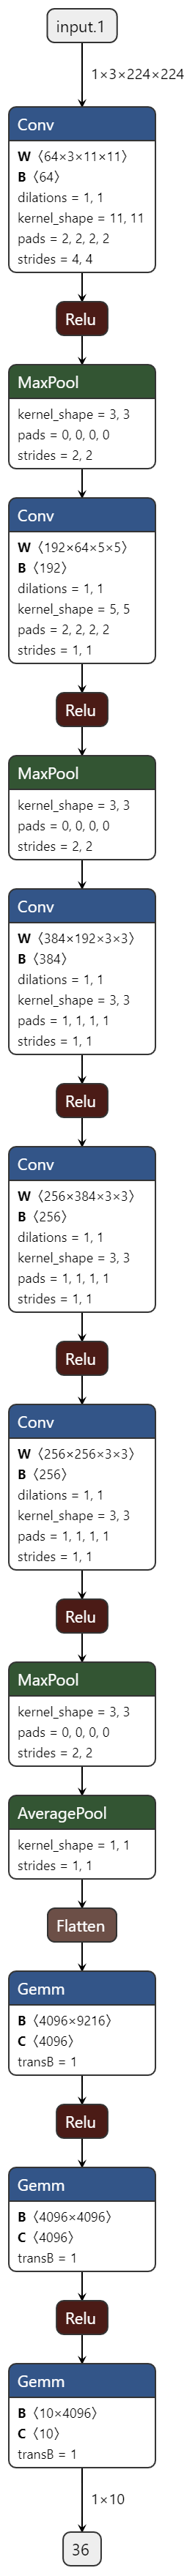 input.1
1×3×224×224
Conv
W 〈64×3×11×11〉
B 〈64〉
dilations = 1, 1
kernel_shape = 11, 11
pads = 2, 2, 2, 2
strides = 4, 4
Relu
MaxPool
kernel_shape = 3, 3
pads = 0, 0, 0, 0
strides = 2, 2
Conv
W 〈192×64×5×5〉
B 〈192〉
dilations = 1, 1
kernel_shape = 5, 5
pads = 2, 2, 2, 2
strides = 1, 1
Relu
MaxPool
kernel_shape = 3, 3
pads = 0, 0, 0, 0
strides = 2, 2
Conv
W 〈384×192×3×3〉
B 〈384〉
dilations = 1, 1
kernel_shape = 3, 3
pads = 1, 1, 1, 1
strides = 1, 1
Relu
Conv
W 〈256×384×3×3〉
B 〈256〉
dilations = 1, 1
kernel_shape = 3, 3
pads = 1, 1, 1, 1
strides = 1, 1
Relu
Conv
W 〈256×256×3×3〉
B 〈256〉
dilations = 1, 1
kernel_shape = 3, 3
pads = 1, 1, 1, 1
strides = 1, 1
Relu
MaxPool
kernel_shape = 3, 3
pads = 0, 0, 0, 0
strides = 2, 2
AveragePool
kernel_shape = 1, 1
strides = 1, 1
Flatten
Gemm
B 〈4096×9216〉
C 〈4096〉
transB = 1
Relu
Gemm
B 〈4096×4096〉
C 〈4096〉
transB = 1
Relu
Gemm
B 〈10×4096〉
C 〈10〉
transB = 1
1×10
36